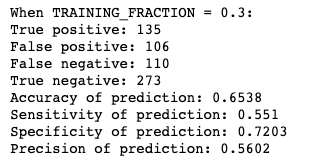 When TRAINING_FRACTION = 0.3:
True positive: 135
False positive: 106
False negative: 110
True negative: 273
Accuracy of prediction: 0.6538
Sensitivity of prediction: 0.551
Specificity of prediction: 0.7203
Precision of prediction: 0.5602